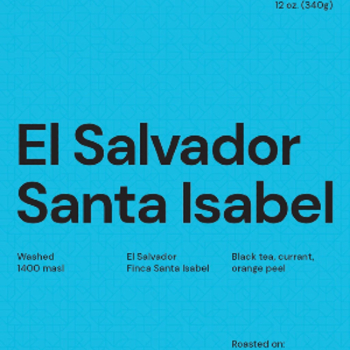 12 oz. (340g)
El Salvador
Santa Isabel
Washed
1400 masl
El Salvador
Finca Santa Isabel
Black tea, currant,
orange peel
Roasted on: